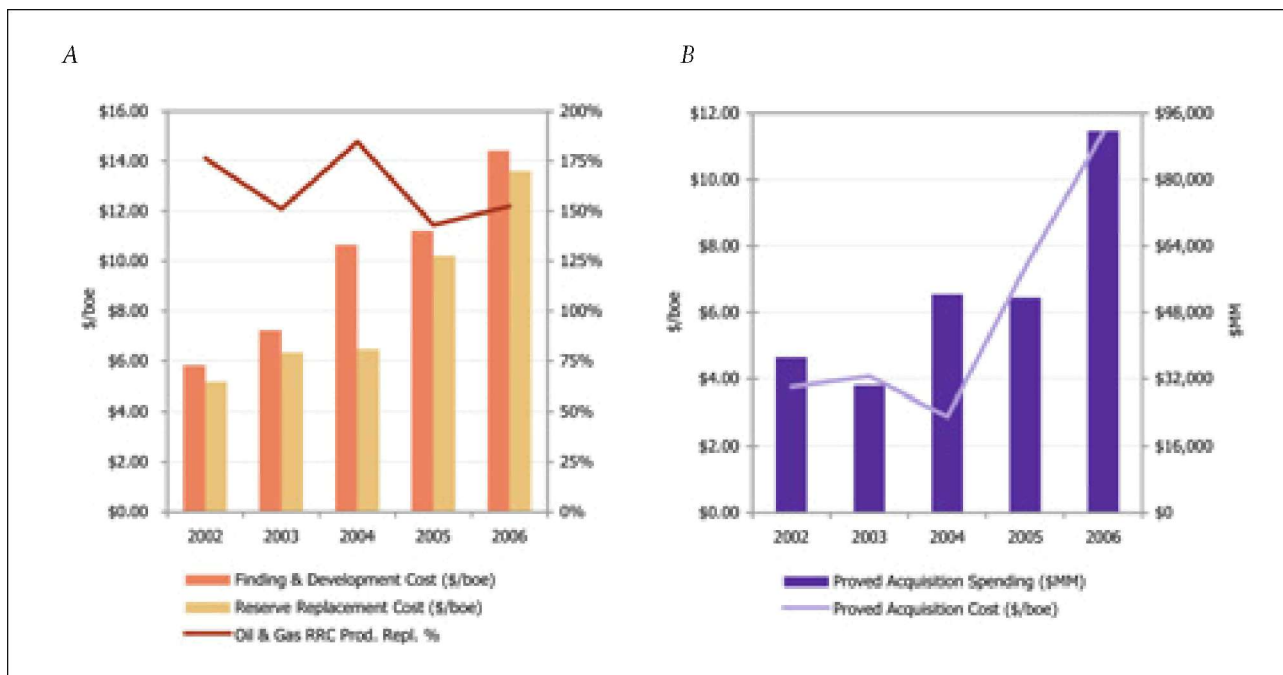 A
$16.00
$14.00
$12.00
$10.00
$8.00
$6.00
$4.00
$2.00
$0.00
$/boe
200%
175%
150%
125%
100%
75%
50%
25%
0%
2002 2003 2004 2005 2006
Finding & Development Cost ($/boe)
Reserve Replacement Cost ($/boe)
Oil & Gas RRC Prod. Repl. %
B
$12.00
$10.00
$8.00
$6.00
$4.00
$2.00
$0.00
$/boe
$96,000
$80,000
$64,000
$48,000
$32,000
$16,000
$0
$MM
2002 2003 2004 2005 2006
Proved Acquisition Spending ($MM)
Proved Acquisition Cost ($/boe)